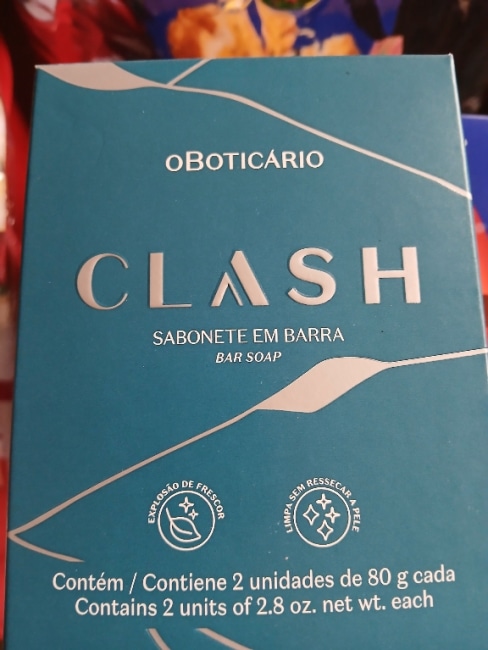 oBOTICÁRIO
CLASH
SABONETE EM BARRA
BAR SOAP
EXPLOSÃO DE FRESCOR
LIMPA SEM RESSECAR A PELE
Contém / Contiene 2 unidades de 80 g cada
Contains 2 units of 2.8 oz. net wt. each